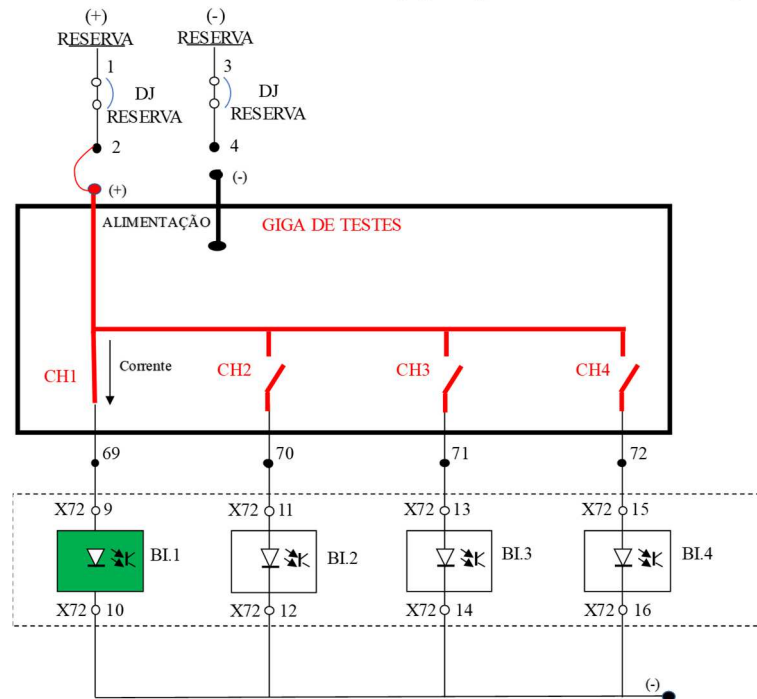 (+)
RESERVA
(-)
RESERVA
1
3
DJ
RESERVA
DJ
RESERVA
2
4
(+)
(-)
ALIMENTAÇÃO
GIGA DE TESTES
CH1
Corrente
CH2
CH3
CH4
69
70
71
72
X72 9
X72 11
X72 13
X72 15
BI.1
BI.2
BI.3
BI.4
X72 10
X72 12
X72 14
X72 16
(-)